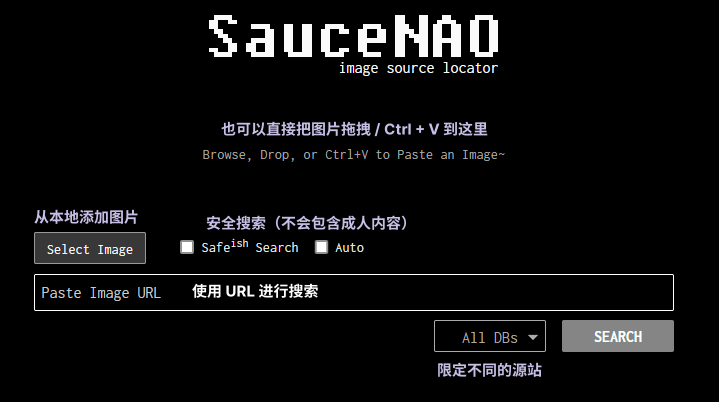 SauceNAO
image source locator
也可以直接把图片拖拽 / Ctrl + V 到这里
Browse, Drop, or Ctrl+V to Paste an Image~
从本地添加图片
安全搜索（不会包含成人内容）
Select Image
Safeish Search
Auto
Paste Image URL
使用 URL 进行搜索
All DBs
SEARCH
限定不同的源站